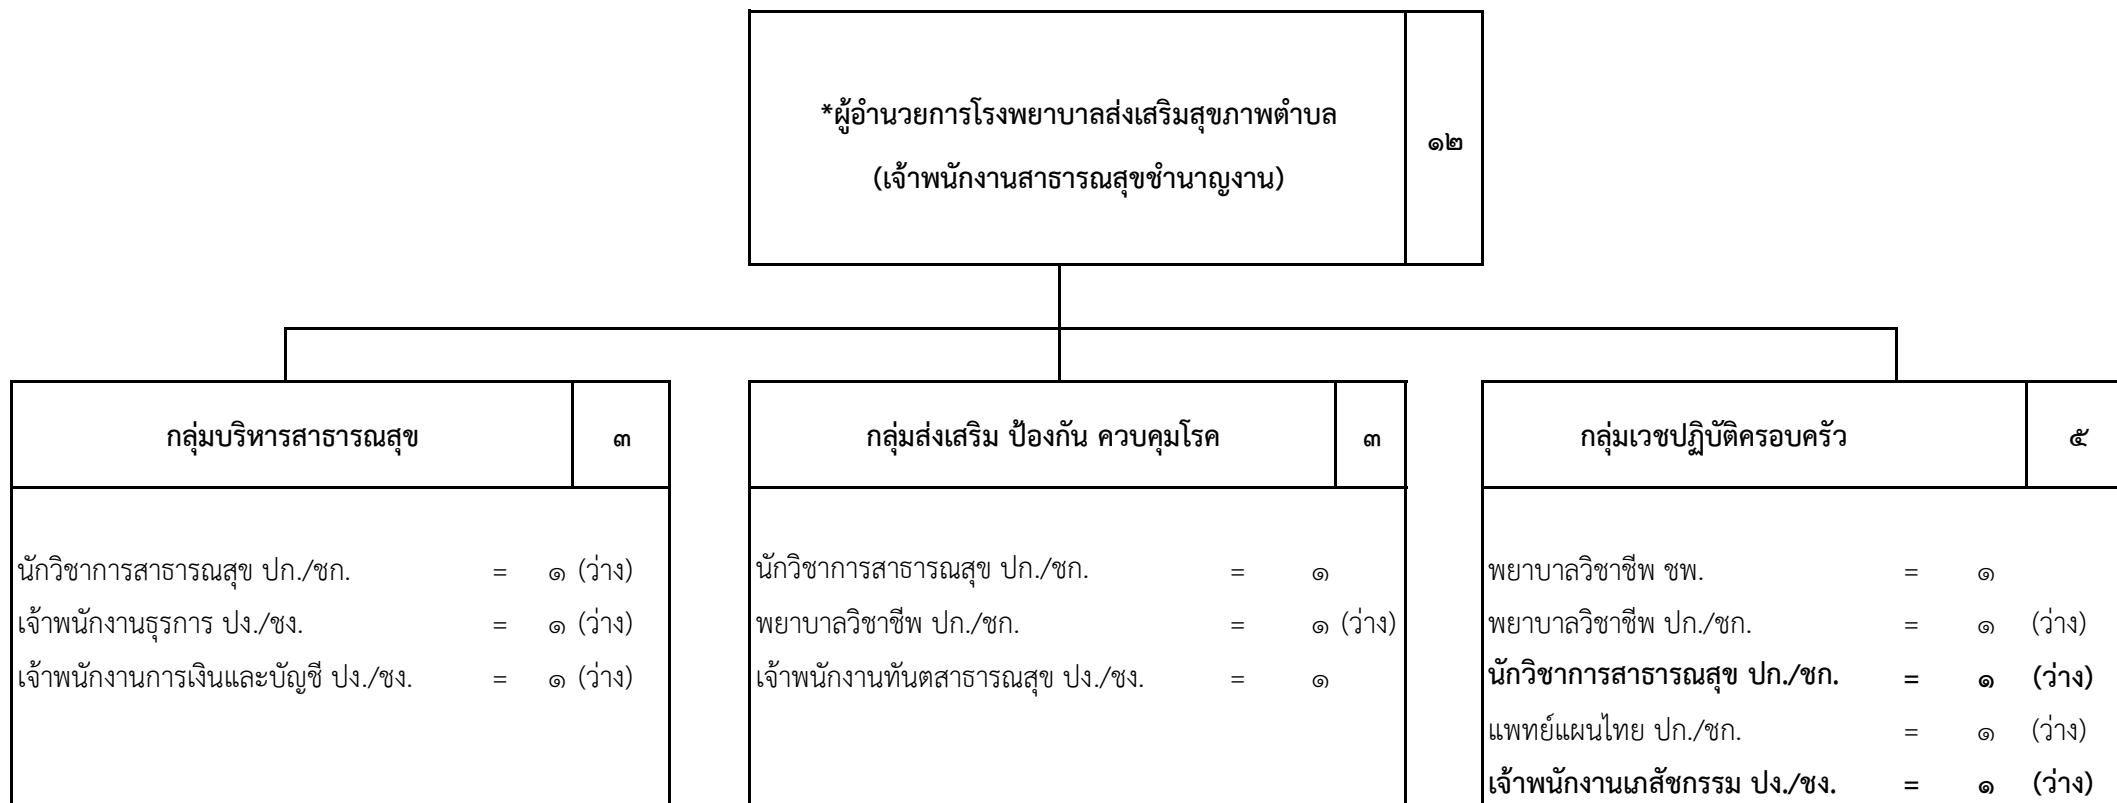 *ผู้อำนวยการโรงพยาบาลส่งเสริมสุขภาพตำบล
(เจ้าพนักงานสาธารณสุขชำนาญงาน)
๑๒
กลุ่มบริหารสาธารณสุข ๓
นักวิชาการสาธารณสุข ปก./ชก. = ๑ (ว่าง)
เจ้าพนักงานธุรการ ปง./ชง. = ๑ (ว่าง)
เจ้าพนักงานการเงินและบัญชี ปง./ชง. = ๑ (ว่าง)
กลุ่มส่งเสริม ป้องกัน ควบคุมโรค ๓
นักวิชาการสาธารณสุข ปก./ชก. = ๑
พยาบาลวิชาชีพ ปก./ชก. = ๑ (ว่าง)
เจ้าพนักงานทันตสาธารณสุข ปง./ชง. = ๑
กลุ่มเวชปฏิบัติครอบครัว ๕
พยาบาลวิชาชีพ ชพ. = ๑
พยาบาลวิชาชีพ ปก./ชก. = ๑ (ว่าง)
นักวิชาการสาธารณสุข ปก./ชก. = ๑ (ว่าง)
แพทย์แผนไทย ปก./ชก. = ๑ (ว่าง)
เจ้าพนักงานเภสัชกรรม ปง./ชง. = ๑ (ว่าง)